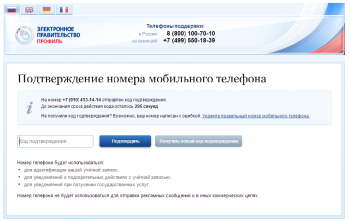 ЭЛЕКТРОННОЕ
ПРАВИТЕЛЬСТВО
ПРОФИЛЬ
Телефоны поддержки:
в России: 8 (800) 100-70-10
за границей: +7 (499) 550-18-39
Подтверждение номера мобильного телефона
На номер +7 (910) 413-14-14 отправлен код подтверждения.
До окончания срока действия кода осталось 295 секунд
Не получили код подтверждения? Возможно, ваш номер написан с ошибкой. Укажите правильный номер мобильного телефона.
Код подтверждения
Подтвердить
Получить новый код подтверждения
Номер телефона будет использоваться:
для идентификации вашей учётной записи;
для уведомлений о подозрительных действиях с учётной записью;
для уведомлений при получении государственных услуг.
Номер телефона не будет использоваться для отправки рекламных сообщений и в иных коммерческих целях.